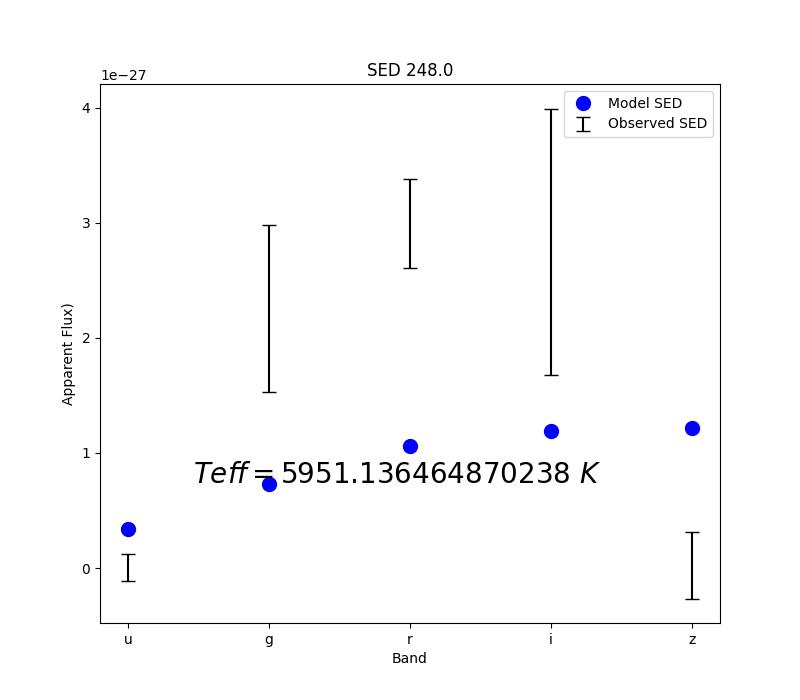 SED 248.0
1e−27
Model SED
Observed SED
4
3
2
1
0
Apparent Flux)
Teff = 5951.136464870238 K
u g r i z
Band